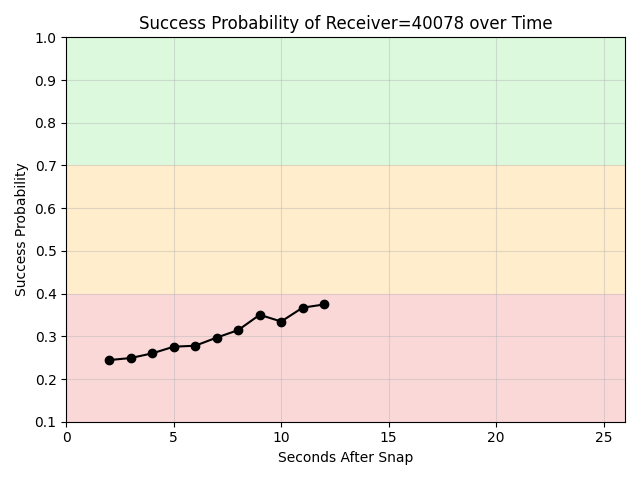 Success Probability of Receiver=40078 over Time
1.0
0.9
0.8
0.7
0.6
0.5
0.4
0.3
0.2
0.1
Success Probability
0 5 10 15 20 25
Seconds After Snap